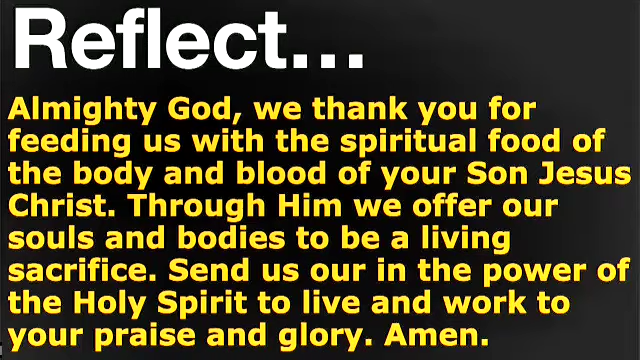 Reflect...
Almighty God, we thank you for
feeding us with the spiritual food of
the body and blood of your Son Jesus
Christ. Through Him we offer our
souls and bodies to be a living
sacrifice. Send us our in the power of
the Holy Spirit to live and work to
your praise and glory. Amen.